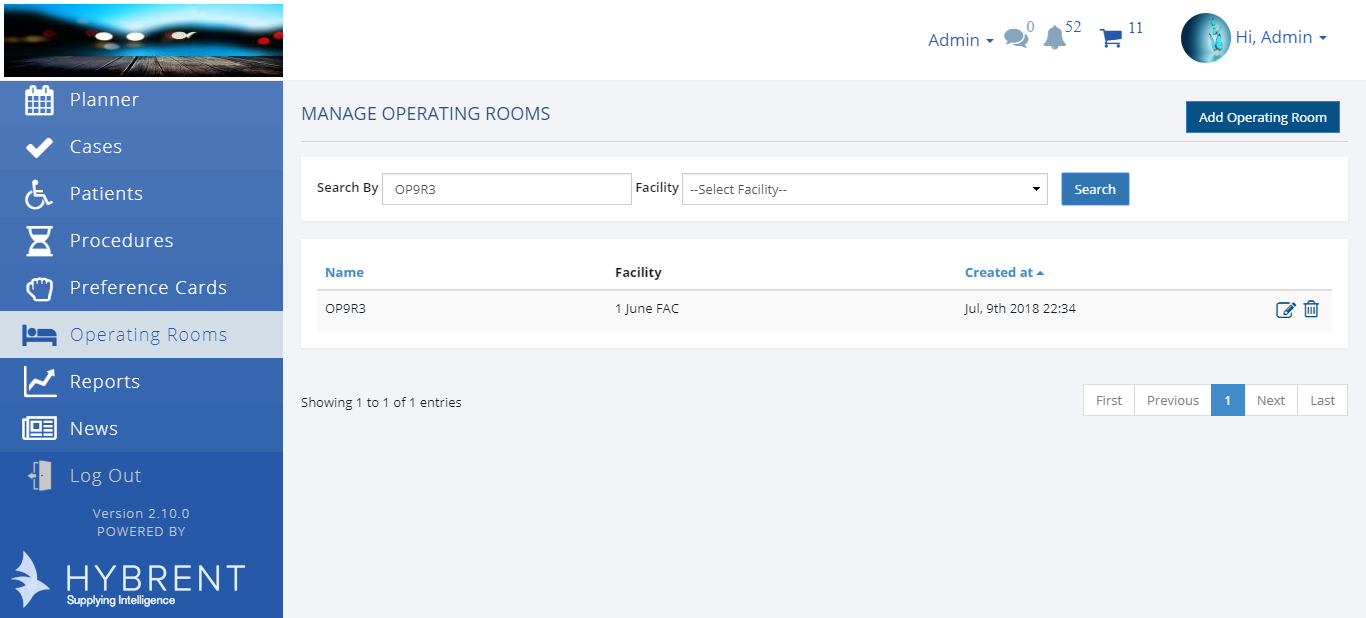 Admin 0 52 11 Hi, Admin
Planner
Cases
Patients
Procedures
Preference Cards
Operating Rooms
Reports
News
Log Out
Version 2.10.0
POWERED BY
HYBRENT
Supplying Intelligence
MANAGE OPERATING ROOMS
Add Operating Room
Search By OP9R3 Facility --Select Facility-- Search
Name Facility Created at
OP9R3 1 June FAC Jul, 9th 2018 22:34
Showing 1 to 1 of 1 entries
First Previous 1 Next Last